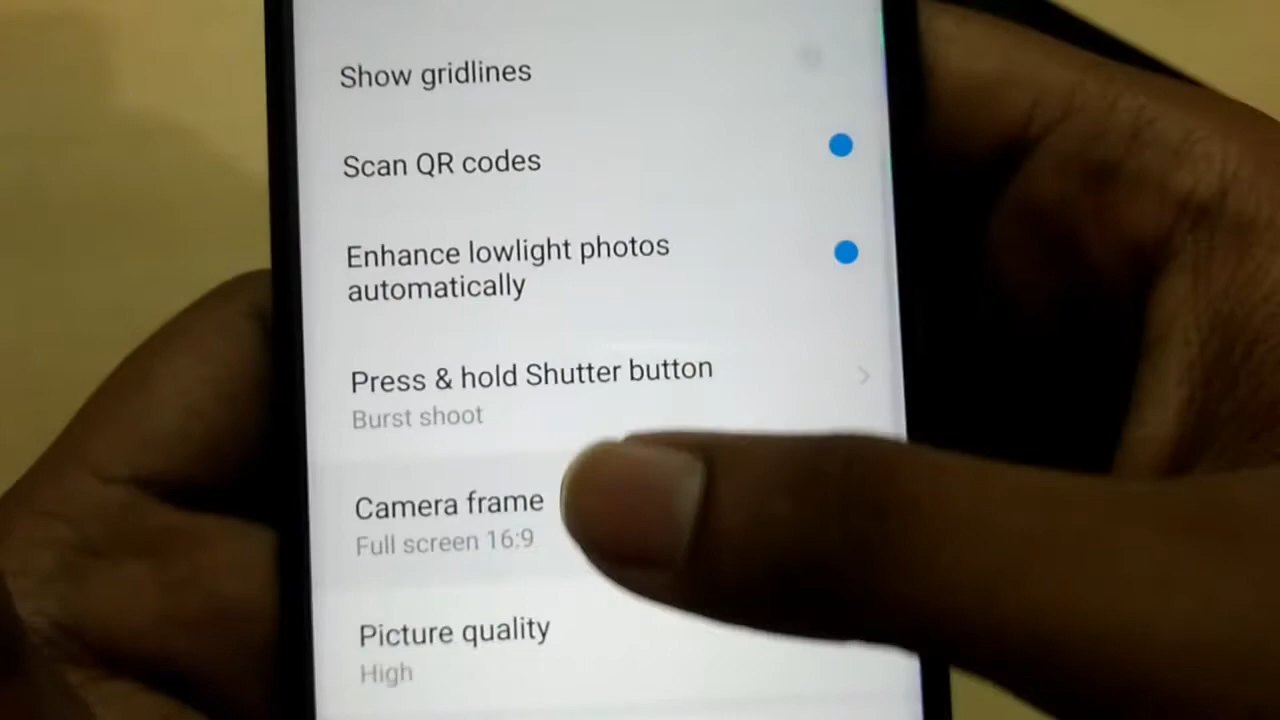 Show gridlines
Scan QR codes
Enhance lowlight photos
automatically
Press & hold Shutter button
Burst shoot
Camera frame
Full screen 16:9
Picture quality
High